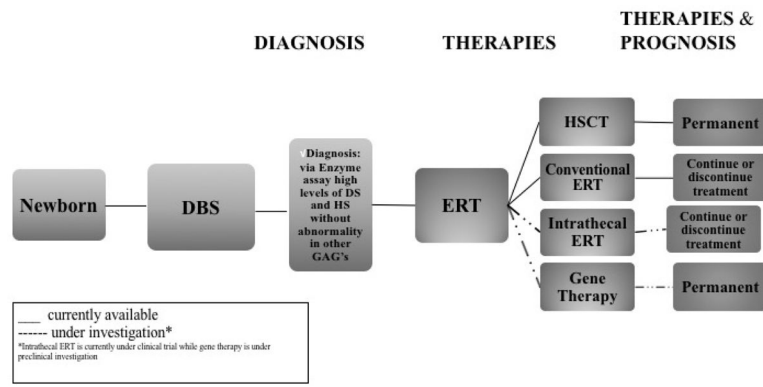 DIAGNOSIS
THERAPIES
THERAPIES &
PROGNOSIS
Newborn
DBS
√Diagnosis:
via Enzyme
assay high
levels of DS
and HS
without
abnormality
in other
GAG's
ERT
HSCT
Permanent
Conventional
ERT
Continue or
discontinue
treatment
Intrathecal
ERT
Continue or
discontinue
treatment
Gene
Therapy
Permanent
___ currently available
------ under investigation*
*Intrathecal ERT is currently under clinical trial while gene therapy is under
preclinical investigation